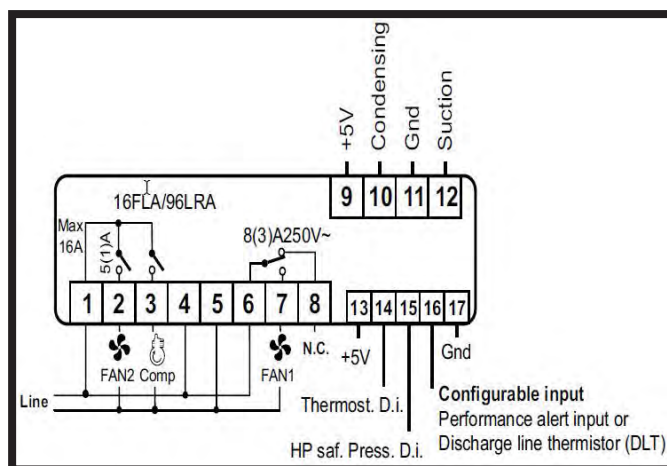 +5V
Condensing
Gnd
Suction
9 10 11 12
16FLA/96LRA
Max
16A
5(1)A
8(3)A250V~
1 2 3 4 5 6 7 8
13 14 15 16 17
FAN2 Comp
FAN1
N.C.
+5V
Gnd
Line
Thermost. D.i.
Configurable input
Performance alert input or
Discharge line thermistor (DLT)
HP saf. Press. D.i.